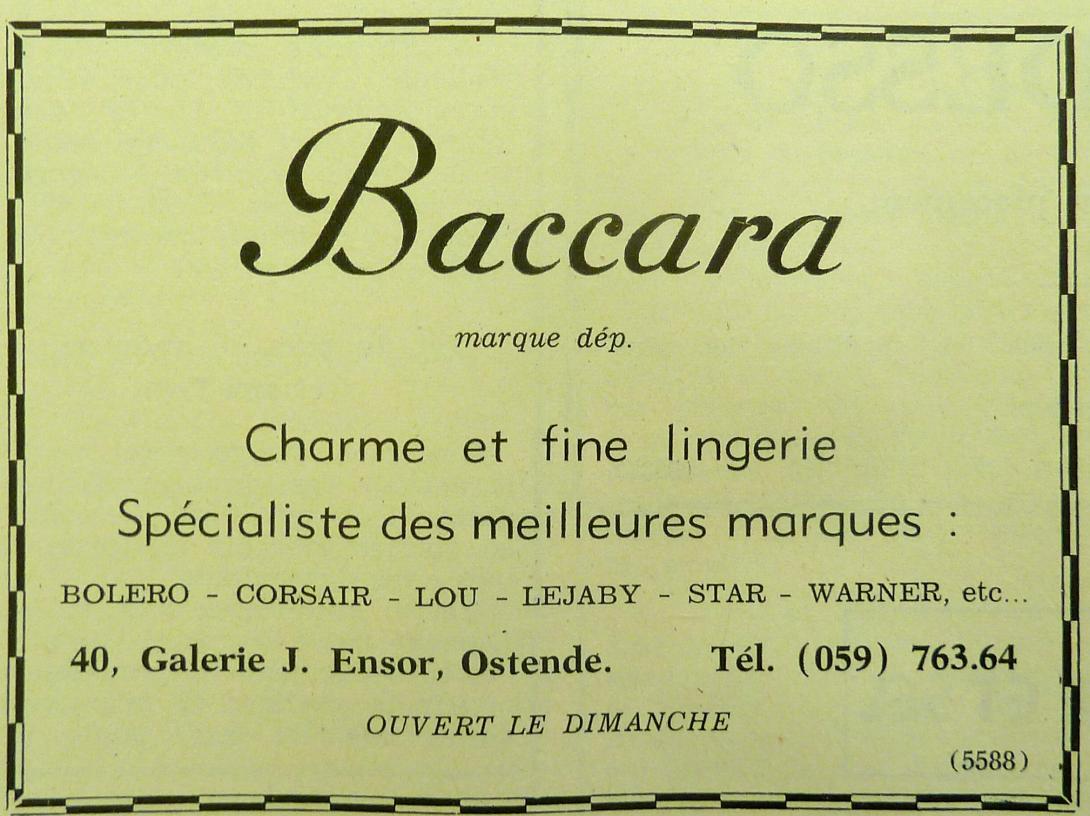 Baccara
marque dép.
Charme et fine lingerie
Spécialiste des meilleures marques :
BOLERO - CORSAIR - LOU - LEJABY - STAR - WARNER, etc...
40, Galerie J. Ensor, Ostende. Tél. (059) 763.64
OUVERT LE DIMANCHE
(5588)